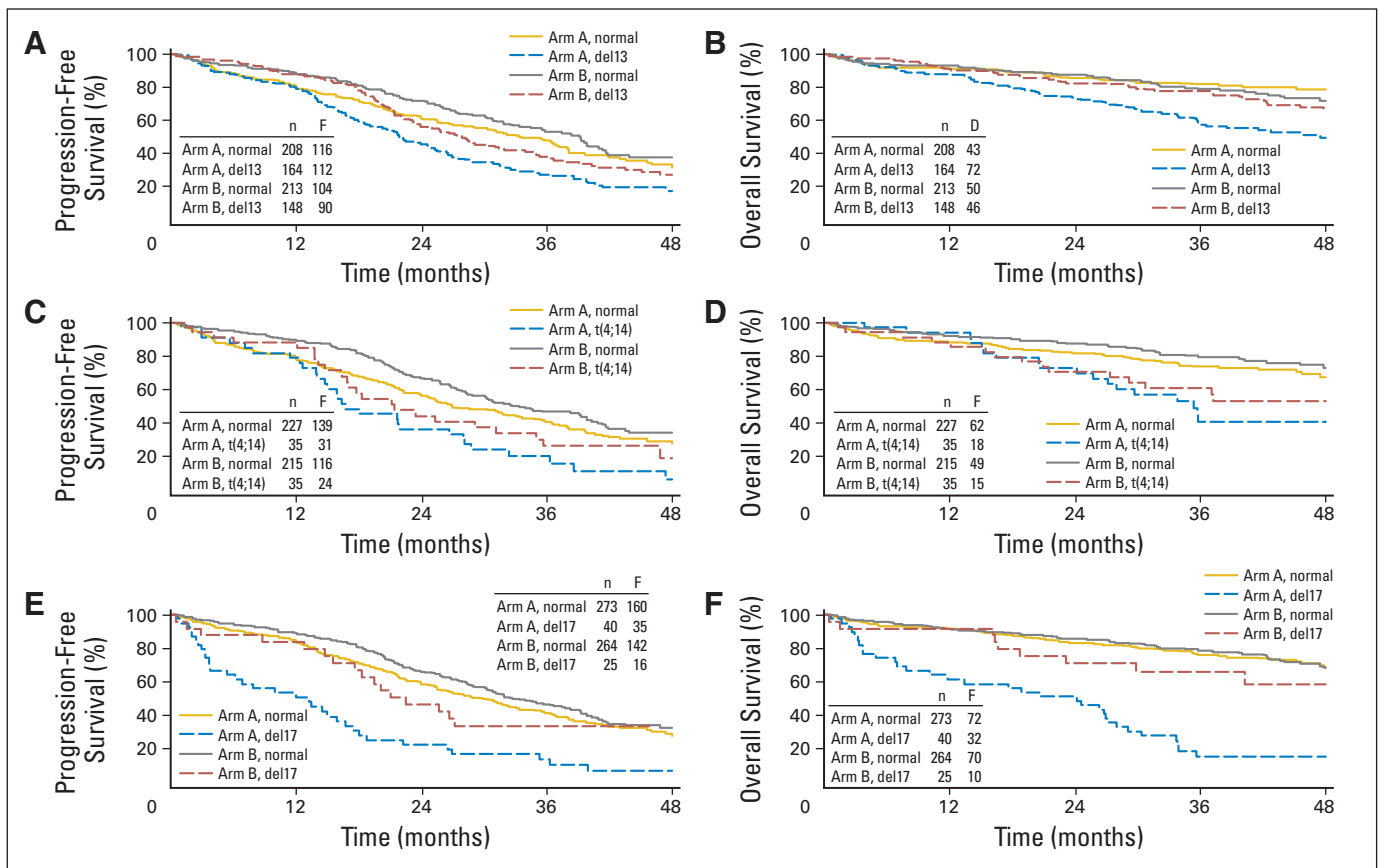 A
Progression-Free
Survival (%)
100
80
60
40
20
0
12
24
36
48
Time (months)
Arm A, normal
Arm A, del13
Arm B, normal
Arm B, del13
n F
Arm A, normal 208 116
Arm A, del13 164 112
Arm B, normal 213 104
Arm B, del13 148 90
B
Overall Survival (%)
100
80
60
40
20
0
12
24
36
48
Time (months)
n D
Arm A, normal 208 43
Arm A, del13 164 72
Arm B, normal 213 50
Arm B, del13 148 46
Arm A, normal
Arm A, del13
Arm B, normal
Arm B, del13
C
Progression-Free
Survival (%)
100
80
60
40
20
0
12
24
36
48
Time (months)
Arm A, normal
Arm A, t(4;14)
Arm B, normal
Arm B, t(4;14)
n F
Arm A, normal 227 139
Arm A, t(4;14) 35 31
Arm B, normal 215 116
Arm B, t(4;14) 35 24
D
Overall Survival (%)
100
80
60
40
20
0
12
24
36
48
Time (months)
n F
Arm A, normal 227 62
Arm A, t(4;14) 35 18
Arm B, normal 215 49
Arm B, t(4;14) 35 15
Arm A, normal
Arm A, t(4;14)
Arm B, normal
Arm B, t(4;14)
E
Progression-Free
Survival (%)
100
80
60
40
20
0
12
24
36
48
Time (months)
n F
Arm A, normal 273 160
Arm A, del17 40 35
Arm B, normal 264 142
Arm B, del17 25 16
Arm A, normal
Arm A, del17
Arm B, normal
Arm B, del17
F
Overall Survival (%)
100
80
60
40
20
0
12
24
36
48
Time (months)
Arm A, normal
Arm A, del17
Arm B, normal
Arm B, del17
n F
Arm A, normal 273 72
Arm A, del17 40 32
Arm B, normal 264 70
Arm B, del17 25 10